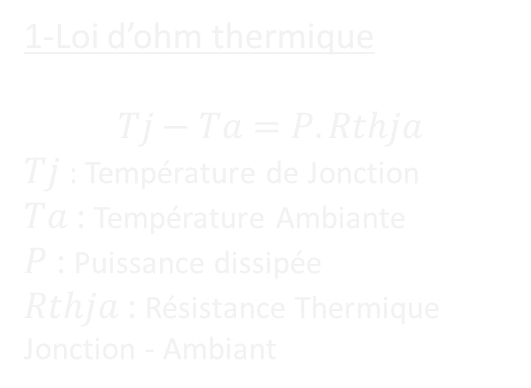 1-Loi d’ohm thermique
Tj − Ta = P.Rthja
Tj : Température de Jonction
Ta : Température Ambiante
P : Puissance dissipée
Rthja : Résistance Thermique
Jonction - Ambiant